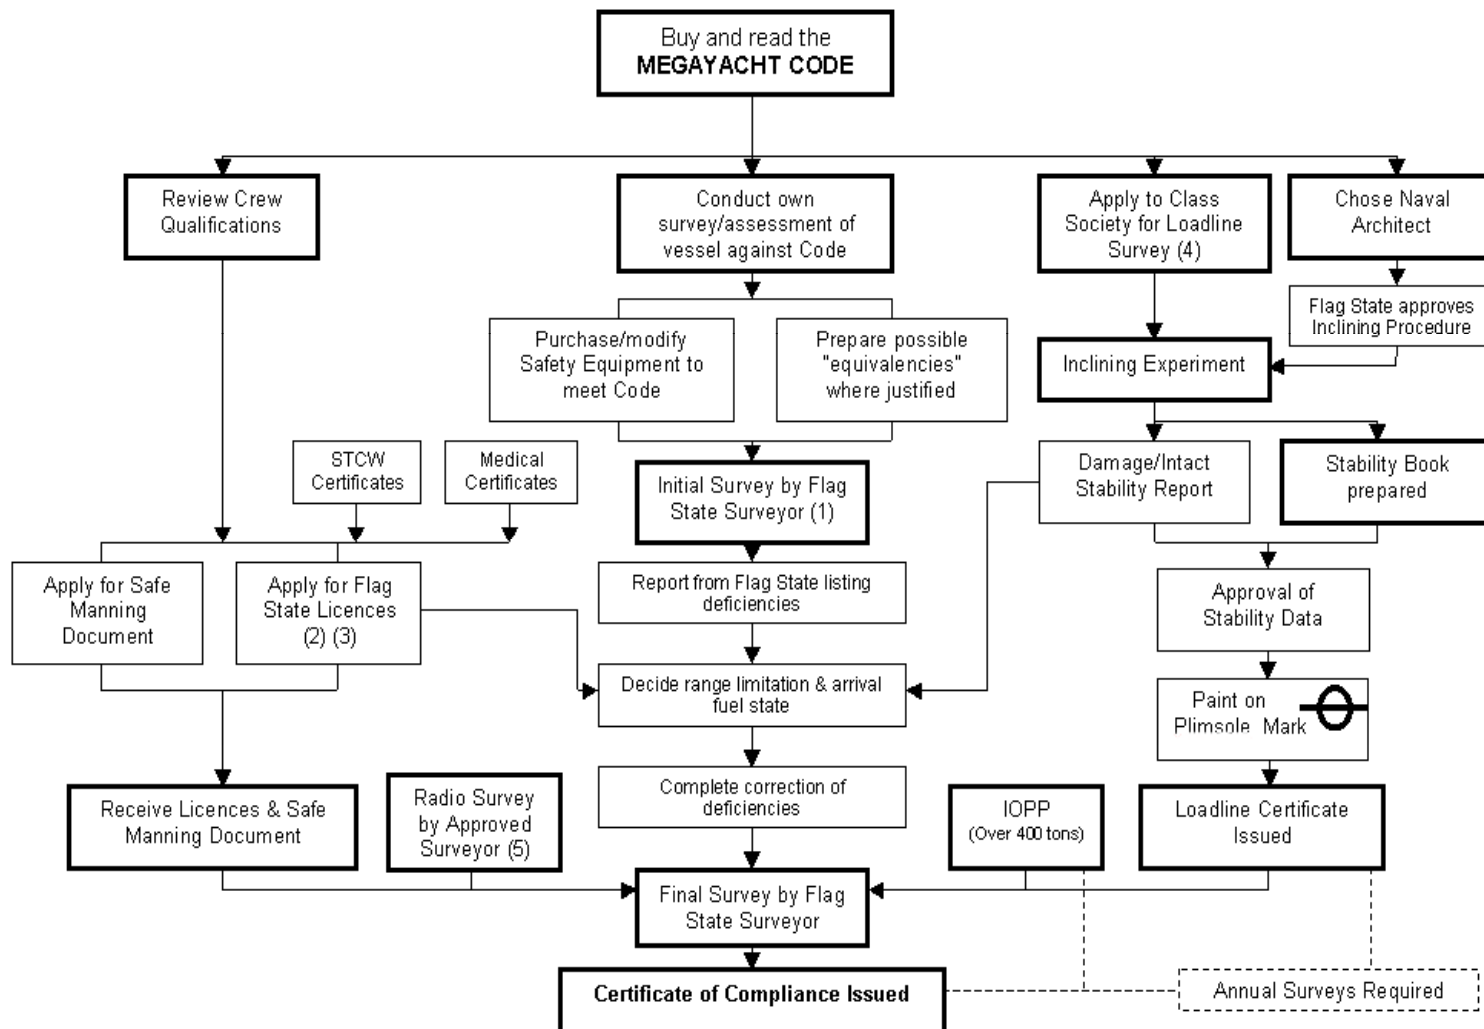 Buy and read the
MEGAYACHT CODE
Review Crew
Qualifications
Conduct own
survey/assessment of
vessel against Code
Apply to Class
Society for Loadline
Survey (4)
Chose Naval
Architect
Flag State approves
Inclining Procedure
Purchase/modify
Safety Equipment to
meet Code
Prepare possible
"equivalencies"
where justified
Inclining Experiment
STCW
Certificates
Medical
Certificates
Initial Survey by Flag
State Surveyor (1)
Damage/Intact
Stability Report
Stability Book
prepared
Apply for Safe
Manning
Document
Apply for Flag
State Licences
(2) (3)
Report from Flag State listing
deficiencies
Approval of
Stability Data
Decide range limitation & arrival
fuel state
Paint on
Plimsole Mark
Receive Licences & Safe
Manning Document
Radio Survey
by Approved
Surveyor (5)
Complete correction of
deficiencies
IOPP
(Over 400 tons)
Loadline Certificate
Issued
Final Survey by Flag
State Surveyor
Certificate of Compliance Issued
Annual Surveys Required